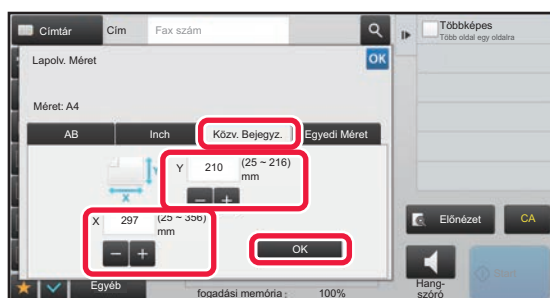 Címtár
Cím
Fax szám
Többképes
Több oldal egy oldalra
Lapolv. Méret
OK
Méret: A4
AB
Inch
Közv. Bejegyz.
Egyedi Méret
Y
Y 210 (25 ~ 216)
mm
X
X 297 (25 ~ 356)
mm
OK
Előnézet
CA
Egyéb
fogadási memória : 100%
Hang-
szóró
Start